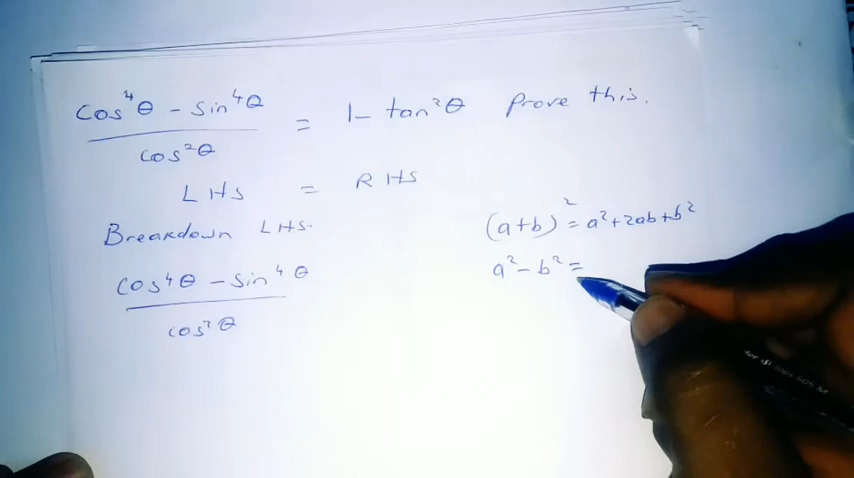 cos⁴θ - sin⁴θ = 1 - tan²θ Prove this.
cos²θ
LHS = RHS
Breakdown LHS.
cos⁴θ - sin⁴θ
cos²θ
(a+b)² = a²+2ab+b²
a² - b² =